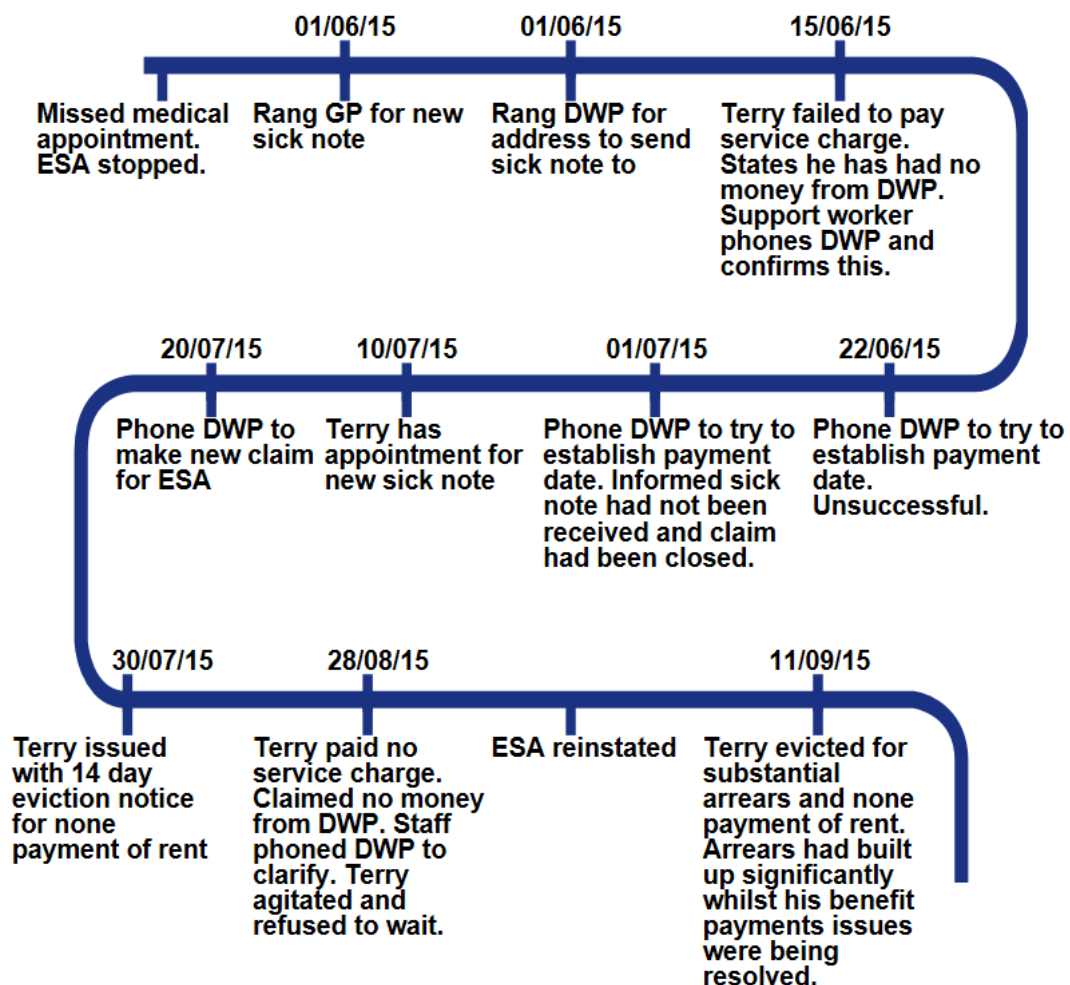 01/06/15
01/06/15
15/06/15
Missed medical
appointment.
ESA stopped.
Rang GP for new
sick note
Rang DWP for
address to send
sick note to
Terry failed to pay
service charge.
States he has had no
money from DWP.
Support worker
phones DWP and
confirms this.
20/07/15
10/07/15
01/07/15
22/06/15
Phone DWP to
make new claim
for ESA
Terry has
appointment for
new sick note
Phone DWP to try to
establish payment
date. Informed sick
note had not been
received and claim
had been closed.
Phone DWP to try to
establish payment
date.
Unsuccessful.
30/07/15
28/08/15
11/09/15
Terry issued
with 14 day
eviction notice
for none
payment of rent
Terry paid no
service charge.
Claimed no money
from DWP. Staff
phoned DWP to
clarify. Terry
agitated and
refused to wait.
ESA reinstated
Terry evicted for
substantial
arrears and none
payment of rent.
Arrears had built
up significantly
whilst his benefit
payments issues
were being
resolved.